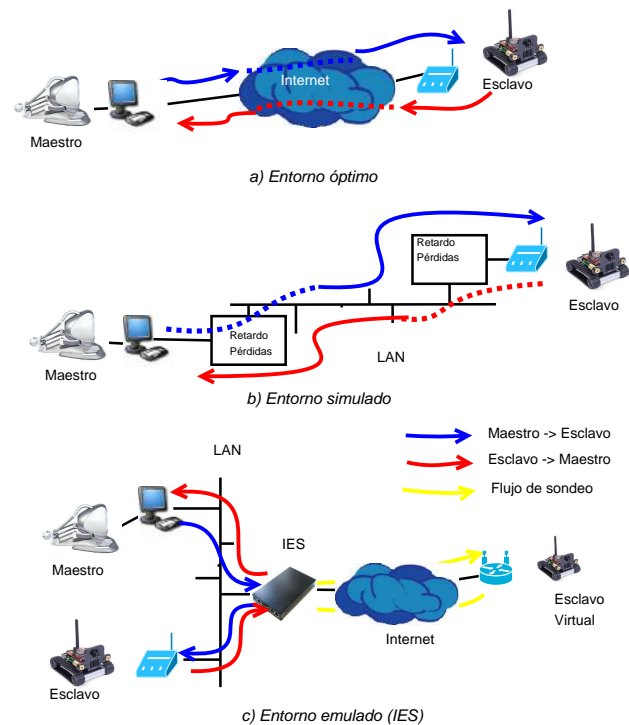 Internet
Esclavo
Maestro
a) Entorno óptimo
Retardo
Pérdidas
Esclavo
Retardo
Pérdidas
LAN
Maestro
b) Entorno simulado
Maestro -> Esclavo
Esclavo -> Maestro
Flujo de sondeo
LAN
IES
Maestro
Esclavo
Virtual
Internet
Esclavo
c) Entorno emulado (IES)